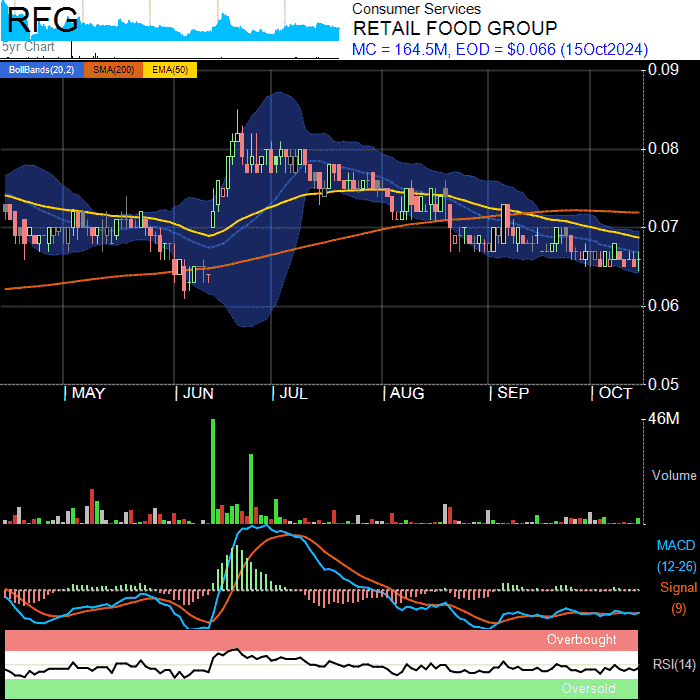 RFG
5yr Chart
Consumer Services
RETAIL FOOD GROUP
MC = 164.5M, EOD = $0.066 (15Oct2024)
BollBands(20,2) SMA(200) EMA(50)
0.09
0.08
0.07
0.06
0.05
MAY JUN JUL AUG SEP OCT
46M
Volume
MACD
(12-26)
Signal
(9)
Overbought
RSI(14)
Oversold